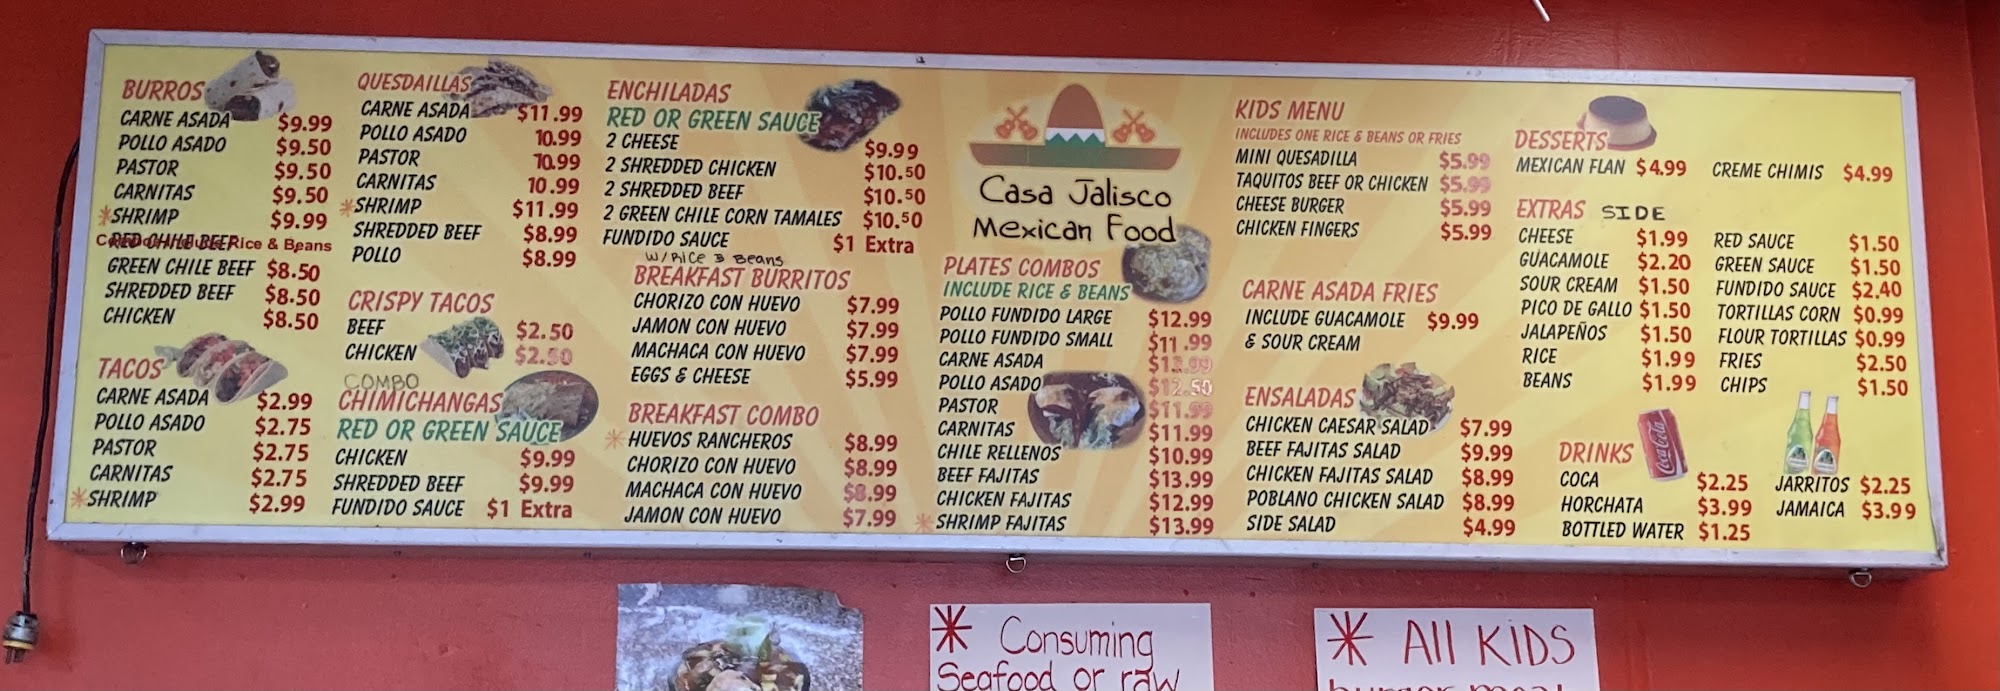 BURROS
CARNE ASADA $9.99
POLLO ASADO $9.50
PASTOR $9.50
CARNITAS $9.50
*SHRIMP $9.99
RED CHILE BEEF
Rice & Beans
GREEN CHILE BEEF $8.50
SHREDDED BEEF $8.50
CHICKEN $8.50
TACOS
CARNE ASADA $2.99
POLLO ASADO $2.75
PASTOR $2.75
CARNITAS $2.75
*SHRIMP $2.99
QUESDAILLAS
CARNE ASADA $11.99
POLLO ASADO 10.99
PASTOR 10.99
CARNITAS 10.99
*SHRIMP $11.99
SHREDDED BEEF $8.99
POLLO $8.99
CRISPY TACOS
BEEF $2.50
CHICKEN $2.50
COMBO
CHIMICHANGAS
RED OR GREEN SAUCE
CHICKEN $9.99
SHREDDED BEEF $9.99
FUNDIDO SAUCE $1 Extra
ENCHILADAS
RED OR GREEN SAUCE
2 CHEESE $9.99
2 SHREDDED CHICKEN $10.50
2 SHREDDED BEEF $10.50
2 GREEN CHILE CORN TAMALES $10.50
FUNDIDO SAUCE $1 Extra
W/RICE & Beans
BREAKFAST BURRITOS
CHORIZO CON HUEVO $7.99
JAMON CON HUEVO $7.99
MACHACA CON HUEVO $7.99
EGGS & CHEESE $5.99
BREAKFAST COMBO
*HUEVOS RANCHEROS $8.99
CHORIZO CON HUEVO $8.99
MACHACA CON HUEVO $8.99
JAMON CON HUEVO $7.99
Casa Jalisco
Mexican Food
PLATES COMBOS
INCLUDE RICE & BEANS
POLLO FUNDIDO LARGE $12.99
POLLO FUNDIDO SMALL $11.99
CARNE ASADA
POLLO ASADO $12.50
PASTOR $11.99
CARNITAS $11.99
CHILE RELLENOS $10.99
BEEF FAJITAS $13.99
CHICKEN FAJITAS $12.99
*SHRIMP FAJITAS $13.99
KIDS MENU
INCLUDES ONE RICE & BEANS OR FRIES
MINI QUESADILLA $5.99
TAQUITOS BEEF OR CHICKEN $5.99
CHEESE BURGER $5.99
CHICKEN FINGERS $5.99
CARNE ASADA FRIES
INCLUDE GUACAMOLE $9.99
& SOUR CREAM
ENSALADAS
CHICKEN CAESAR SALAD $7.99
BEEF FAJITAS SALAD $9.99
CHICKEN FAJITAS SALAD $8.99
POBLANO CHICKEN SALAD $8.99
SIDE SALAD $4.99
DESSERTS
MEXICAN FLAN $4.99 CREME CHIMIS $4.99
EXTRAS SIDE
CHEESE $1.99
GUACAMOLE $2.20
SOUR CREAM $1.50
PICO DE GALLO $1.50
JALAPEÑOS $1.50
RICE $1.99
BEANS $1.99
RED SAUCE $1.50
GREEN SAUCE $1.50
FUNDIDO SAUCE $2.40
TORTILLAS CORN $0.99
FLOUR TORTILLAS $0.99
FRIES $2.50
CHIPS $1.50
DRINKS
Coca-Cola
COCA $2.25
HORCHATA $3.99
BOTTLED WATER $1.25
JARRITOS $2.25
JAMAICA $3.99
* Consuming
Seafood or raw
* All KIDS
burger meat